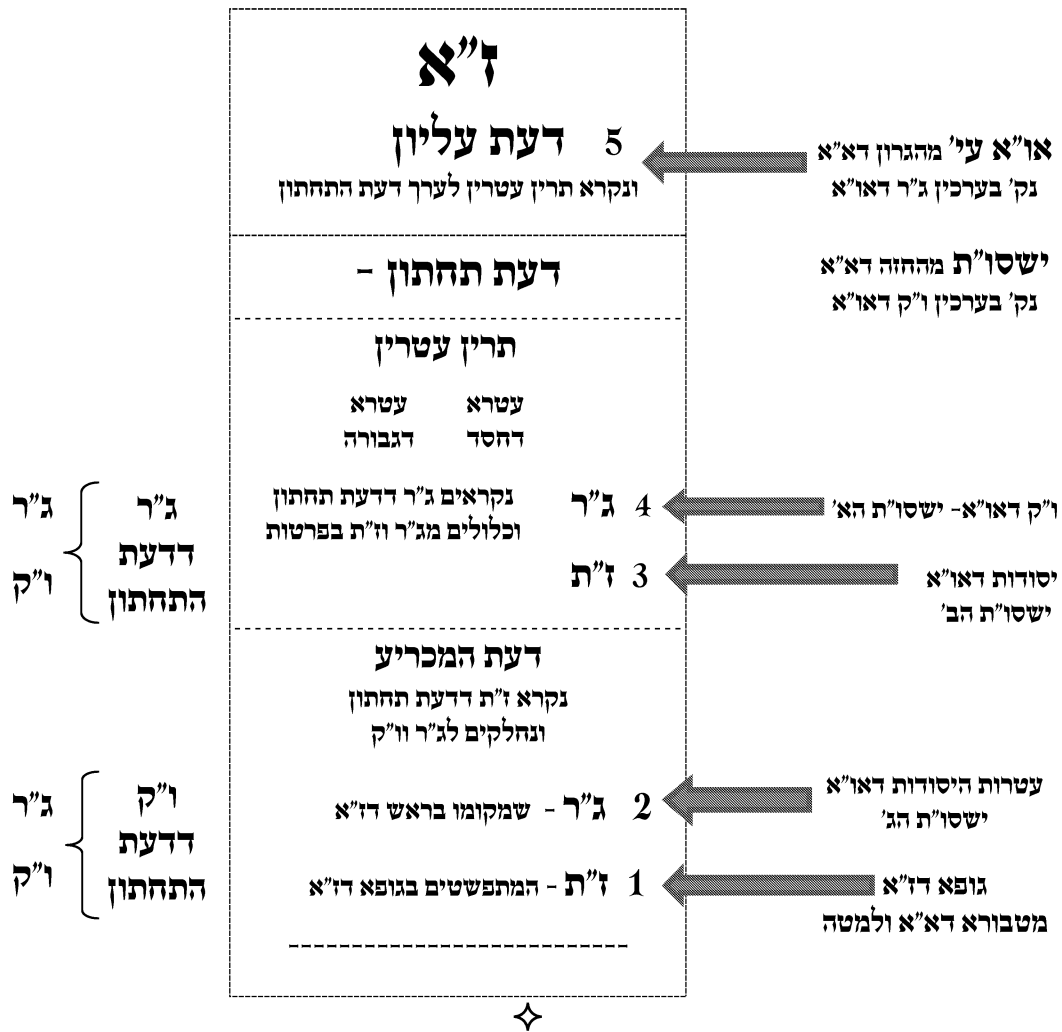 ז"א
5 דעת עליון
ונקרא תרין עטרין לערך דעת התחתון
או"א עי' מהגרון דא"א
נק' בערכין ג"ר דאו"א
ישסו"ת מהחזה דא"א
נק' בערכין ו"ק דאו"א
דעת תחתון -
תרין עטרין
עטרא עטרא
דחסד דגבורה
ו"ק דאו"א- ישסו"ת הא'
4 ג"ר
נקראים ג"ר דדעת תחתון
וכלולים מג"ר וז"ת בפרטות
יסודות דאו"א
ישסו"ת הב'
3 ז"ת
ג"ר
דדעת
התחתון
ג"ר
ו"ק
דעת המכריע
נקרא ז"ת דדעת תחתון
ונחלקים לג"ר וו"ק
עטרות היסודות דאו"א
ישסו"ת הג'
2 ג"ר - שמקומו בראש דז"א
גופא דז"א
מטבורא דא"א ולמטה
1 ז"ת - המתפשטים בגופא דז"א
ו"ק
דדעת
התחתון
ג"ר
ו"ק